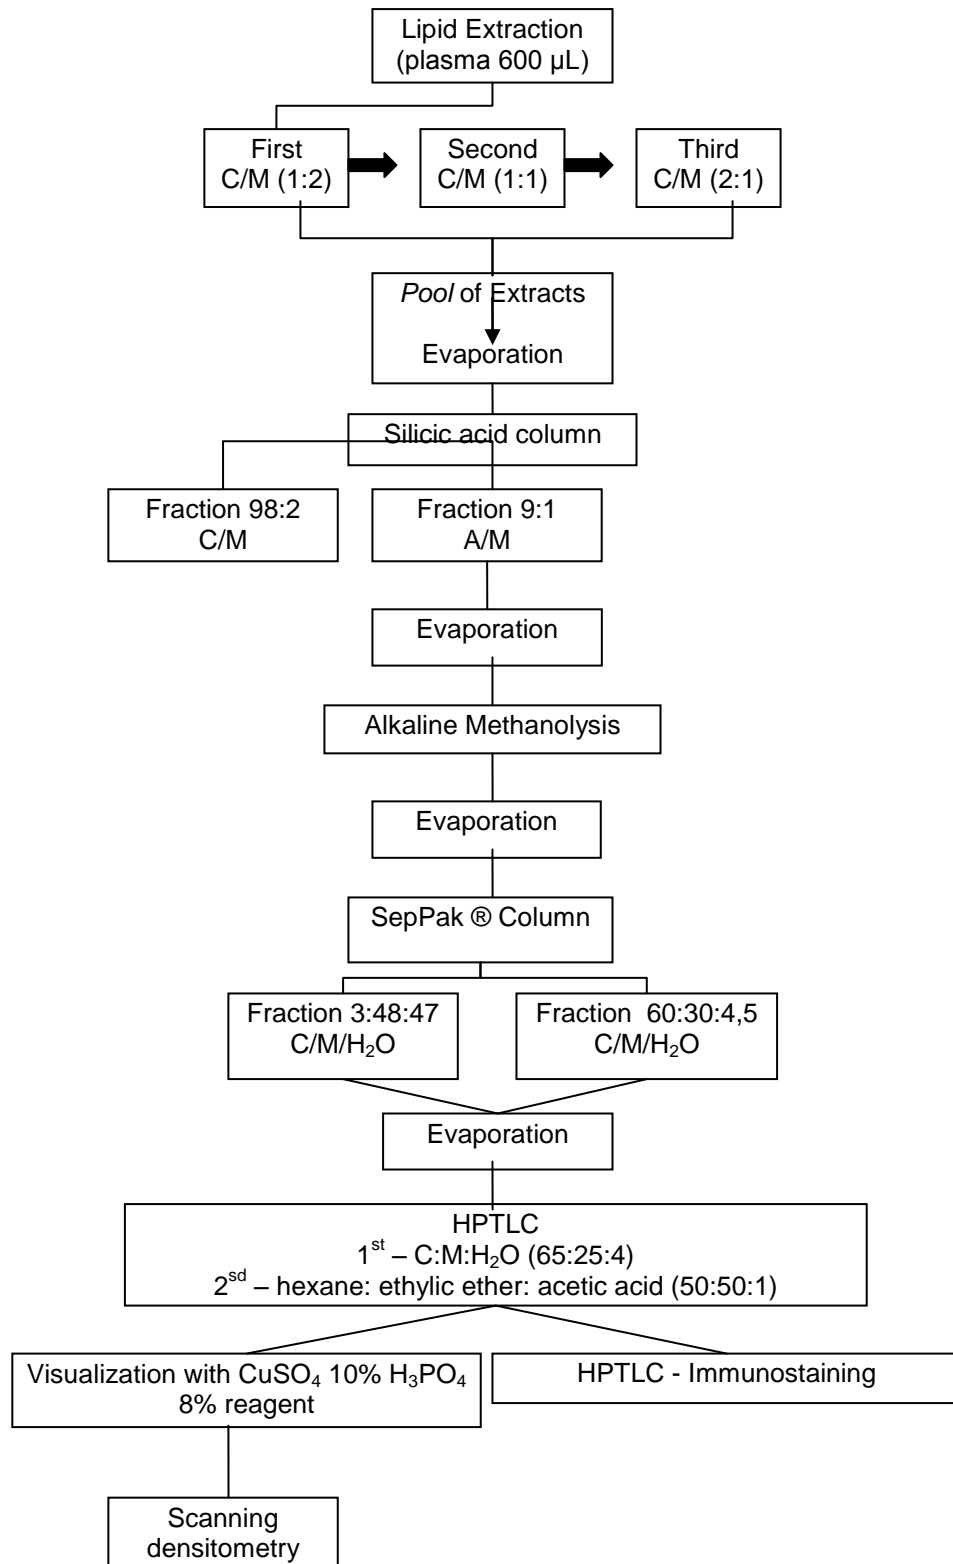 Lipid Extraction
(plasma 600 µL)
First
C/M (1:2)
Second
C/M (1:1)
Third
C/M (2:1)
Pool of Extracts
Evaporation
Silicic acid column
Fraction 98:2
C/M
Fraction 9:1
A/M
Evaporation
Alkaline Methanolysis
Evaporation
SepPak ® Column
Fraction 3:48:47
C/M/H₂O
Fraction 60:30:4,5
C/M/H₂O
Evaporation
HPTLC
1ˢᵗ – C:M:H₂O (65:25:4)
2ˢᵈ – hexane: ethylic ether: acetic acid (50:50:1)
Visualization with CuSO₄ 10% H₃PO₄
8% reagent
HPTLC - Immunostaining
Scanning
densitometry